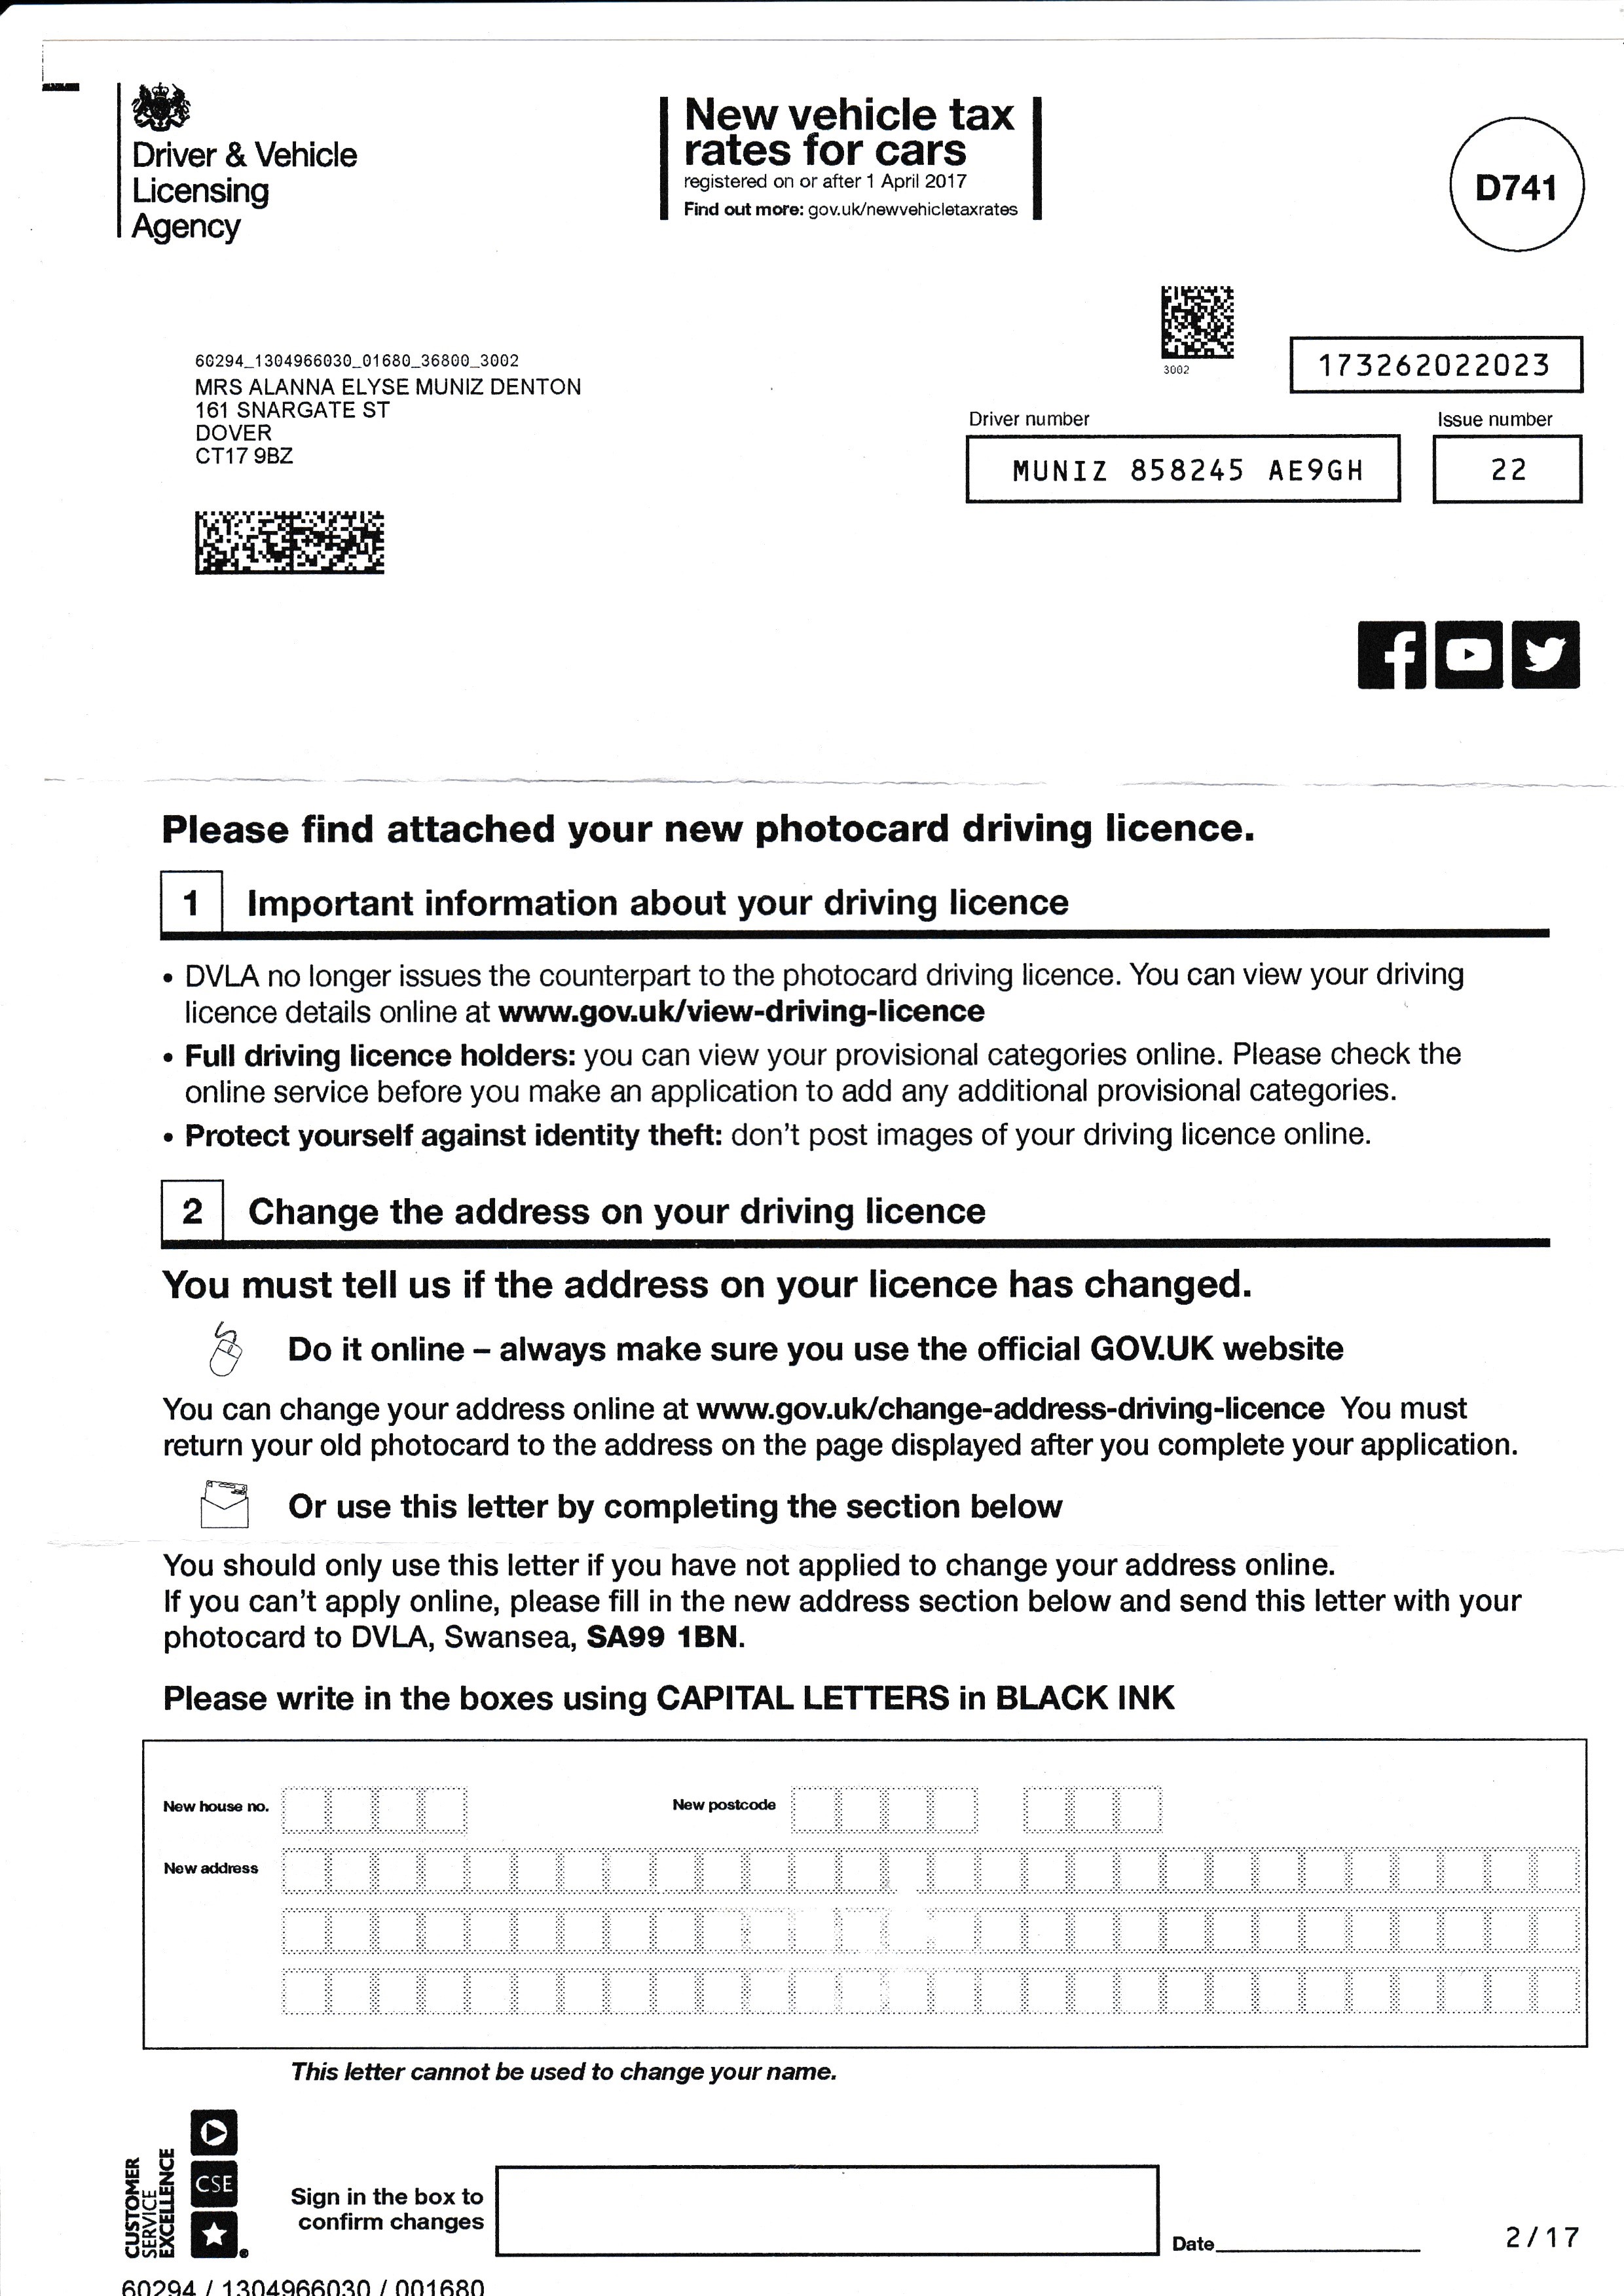 Driver & Vehicle
Licensing
Agency
New vehicle tax
rates for cars
registered on or after 1 April 2017
Find out more: gov.uk/newvehicletaxrates
D741
60294_1304966030_01680_36800_3002
MRS ALANNA ELYSE MUNIZ DENTON
161 SNARGATE ST
DOVER
CT17 9BZ
3002
173262022023
Driver number
Issue number
MUNIZ 858245 AE9GH
22
Please find attached your new photocard driving licence.
1 Important information about your driving licence
• DVLA no longer issues the counterpart to the photocard driving licence. You can view your driving
licence details online at www.gov.uk/view-driving-licence
• Full driving licence holders: you can view your provisional categories online. Please check the
online service before you make an application to add any additional provisional categories.
• Protect yourself against identity theft: don't post images of your driving licence online.
2 Change the address on your driving licence
You must tell us if the address on your licence has changed.
Do it online – always make sure you use the official GOV.UK website
You can change your address online at www.gov.uk/change-address-driving-licence You must
return your old photocard to the address on the page displayed after you complete your application.
Or use this letter by completing the section below
You should only use this letter if you have not applied to change your address online.
If you can't apply online, please fill in the new address section below and send this letter with your
photocard to DVLA, Swansea, SA99 1BN.
Please write in the boxes using CAPITAL LETTERS in BLACK INK
New house no.
New postcode
New address
This letter cannot be used to change your name.
CUSTOMER
SERVICE
EXCELLENCE
CSE
Sign in the box to
confirm changes
Date
2/17
60294 / 1304966030 / 001680